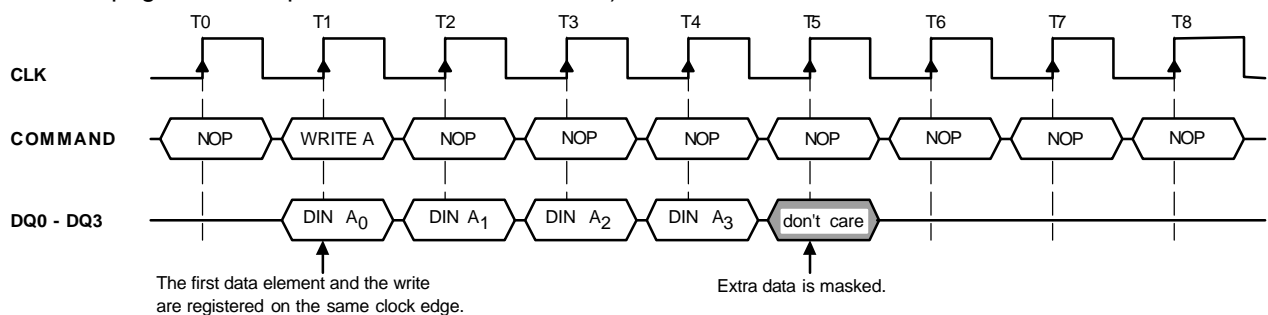 T0 T1 T2 T3 T4 T5 T6 T7 T8
CLK
COMMAND NOP WRITE A NOP NOP NOP NOP NOP NOP NOP
DQ0 - DQ3 DIN A0 DIN A1 DIN A2 DIN A3 don't care
The first data element and the write
are registered on the same clock edge.
Extra data is masked.